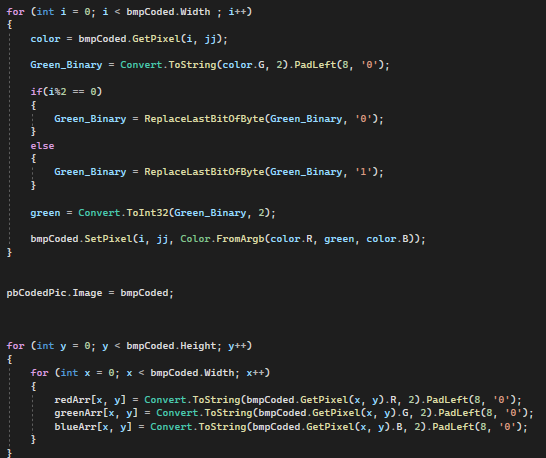 for (int i = 0; i < bmpCoded.Width ; i++)
{
color = bmpCoded.GetPixel(i, jj);
Green_Binary = Convert.ToString(color.G, 2).PadLeft(8, '0');
if(i%2 == 0)
{
Green_Binary = ReplaceLastBitOfByte(Green_Binary, '0');
}
else
{
Green_Binary = ReplaceLastBitOfByte(Green_Binary, '1');
}
green = Convert.ToInt32(Green_Binary, 2);
bmpCoded.SetPixel(i, jj, Color.FromArgb(color.R, green, color.B));
}
pbCodedPic.Image = bmpCoded;
for (int y = 0; y < bmpCoded.Height; y++)
{
for (int x = 0; x < bmpCoded.Width; x++)
{
redArr[x, y] = Convert.ToString(bmpCoded.GetPixel(x, y).R, 2).PadLeft(8, '0');
greenArr[x, y] = Convert.ToString(bmpCoded.GetPixel(x, y).G, 2).PadLeft(8, '0');
blueArr[x, y] = Convert.ToString(bmpCoded.GetPixel(x, y).B, 2).PadLeft(8, '0');
}
}